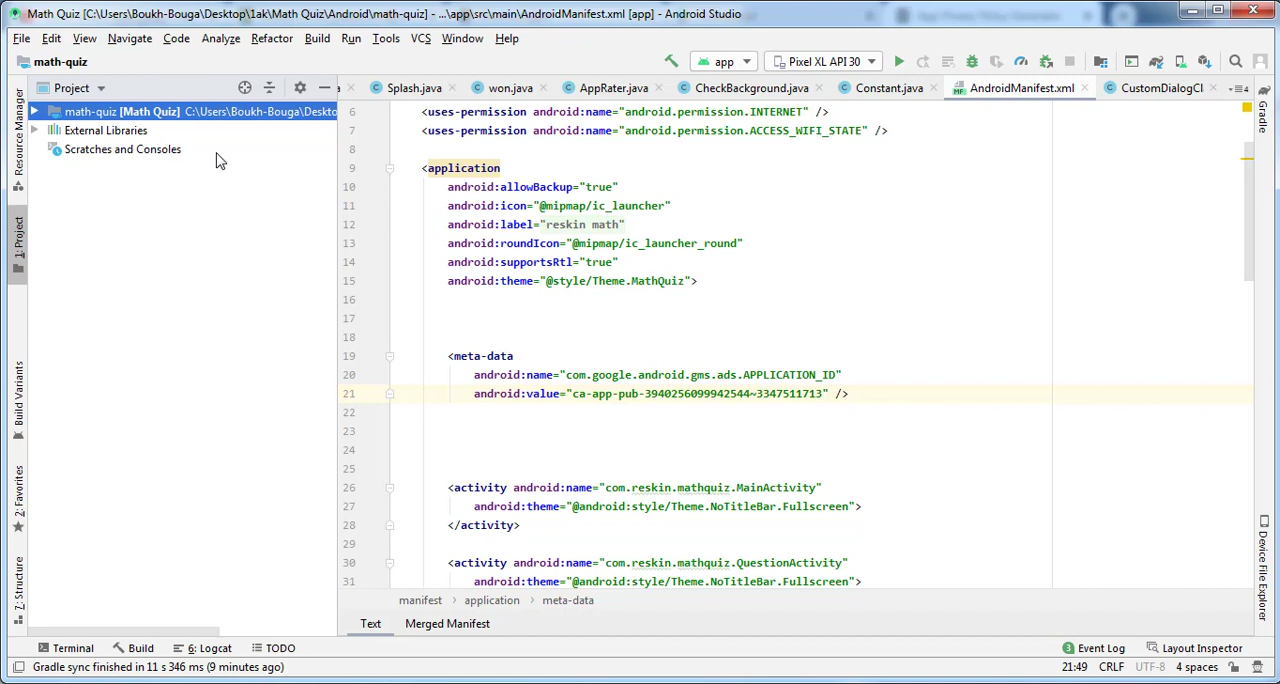 Math Quiz [C:\Users\Boukh-Bouga\Desktop\1ak\Math Quiz\Android\math-quiz] - ...\app\src\main\AndroidManifest.xml [app] - Android Studio
File Edit View Navigate Code Analyze Refactor Build Run Tools VCS Window Help
math-quiz app Pixel XL API 30
Project Splash.java won.java AppRater.java CheckBackground.java Constant.java AndroidManifest.xml CustomDialogCl
math-quiz [Math Quiz] C:\Users\Boukh-Bouga\Deskto
External Libraries
Scratches and Consoles
Resource Manager
1: Project
Build Variants
2: Favorites
7: Structure
6 <uses-permission android:name="android.permission.INTERNET" />
7 <uses-permission android:name="android.permission.ACCESS_WIFI_STATE" />
8
9 <application
10 android:allowBackup="true"
11 android:icon="@mipmap/ic_launcher"
12 android:label="reskin math"
13 android:roundIcon="@mipmap/ic_launcher_round"
14 android:supportsRtl="true"
15 android:theme="@style/Theme.MathQuiz">
16
17
18
19 <meta-data
20 android:name="com.google.android.gms.ads.APPLICATION_ID"
21 android:value="ca-app-pub-3940256099942544~3347511713" />
22
23
24
25
26 <activity android:name="com.reskin.mathquiz.MainActivity"
27 android:theme="@android:style/Theme.NoTitleBar.Fullscreen">
28 </activity>
29
30 <activity android:name="com.reskin.mathquiz.QuestionActivity"
31 android:theme="@android:style/Theme.NoTitleBar.Fullscreen">
manifest › application › meta-data
Text Merged Manifest
Gradle
Device File Explorer
Terminal Build 6: Logcat TODO 3 Event Log Layout Inspector
Gradle sync finished in 11 s 346 ms (9 minutes ago) 21:49 CRLF UTF-8 4 spaces